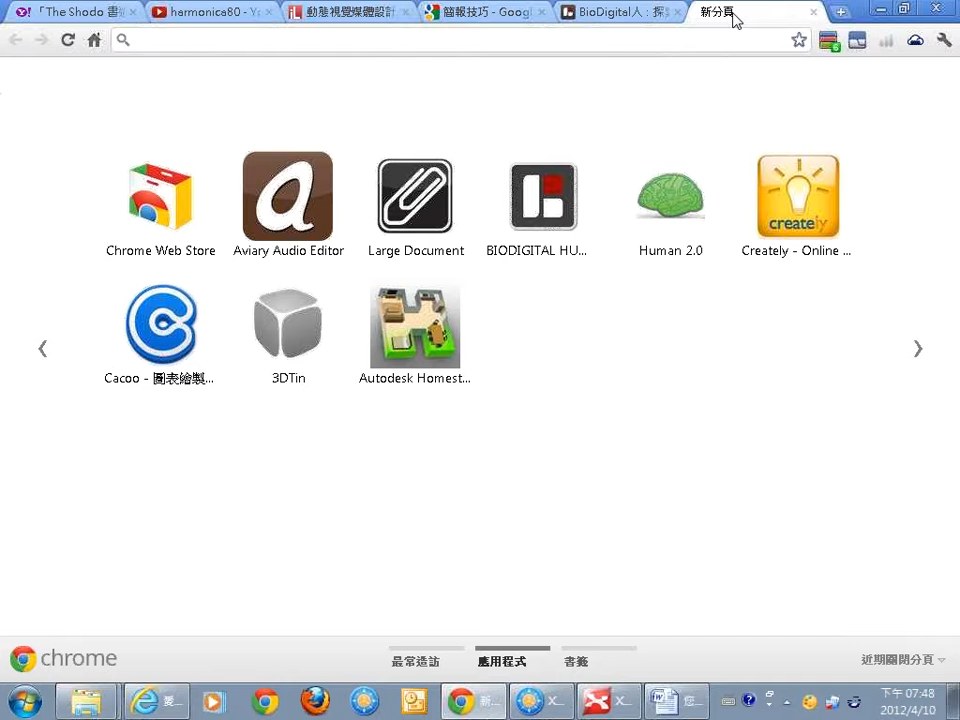 「The Shodo 書
harmonica80 - Yo
動態視覺媒體設計
簡報技巧 - Googl
BioDigital人：探
新分頁
Chrome Web Store
Aviary Audio Editor
Large Document
BIODIGITAL HU...
Human 2.0
creately
Creately - Online ...
Cacoo - 圖表繪製...
3DTin
Autodesk Homest...
chrome
最常造訪
應用程式
書籤
近期關閉分頁
愛...
新...
X...
X...
您...
下午 07:48
2012/4/10